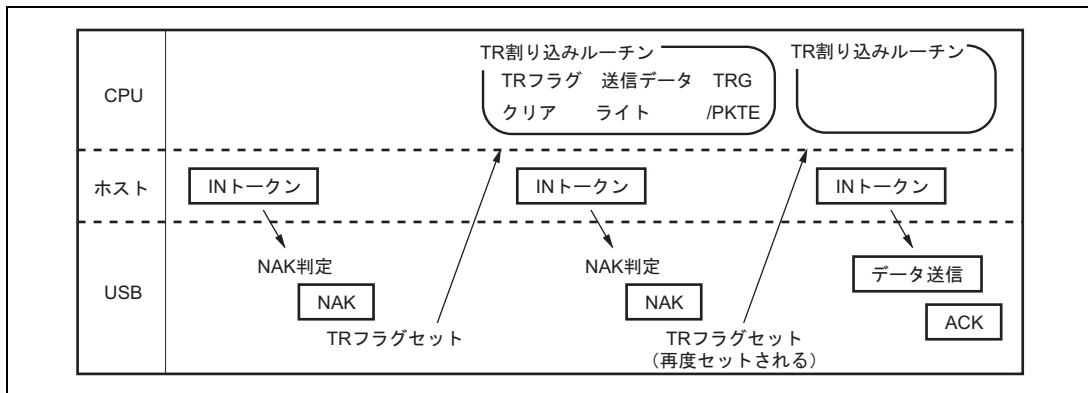 TR割り込みルーチン
TRフラグ 送信データ TRG
クリア ライト /PKTE
TR割り込みルーチン
CPU
ホスト
INトークン
INトークン
INトークン
USB
NAK判定
NAK
TRフラグセット
NAK判定
NAK
TRフラグセット
（再度セットされる）
データ送信
ACK